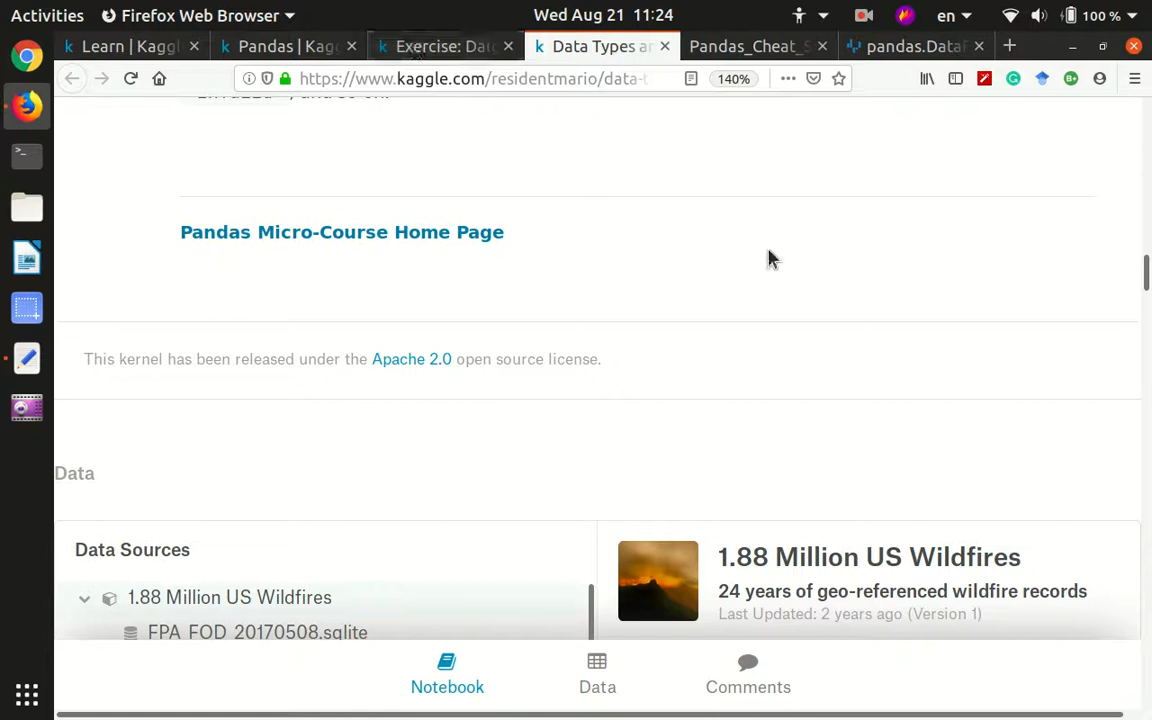 Activities Firefox Web Browser Wed Aug 21 11:24 en 100 %
Learn | Kaggl Pandas | Kag Exercise: Dat Data Types an Pandas_Cheat_S pandas.DataF
https://www.kaggle.com/residentmario/data-t 140%
Pandas Micro-Course Home Page
This kernel has been released under the Apache 2.0 open source license.
Data
Data Sources
1.88 Million US Wildfires
FPA_FOD_20170508.sqlite
1.88 Million US Wildfires
24 years of geo-referenced wildfire records
Last Updated: 2 years ago (Version 1)
Notebook Data Comments